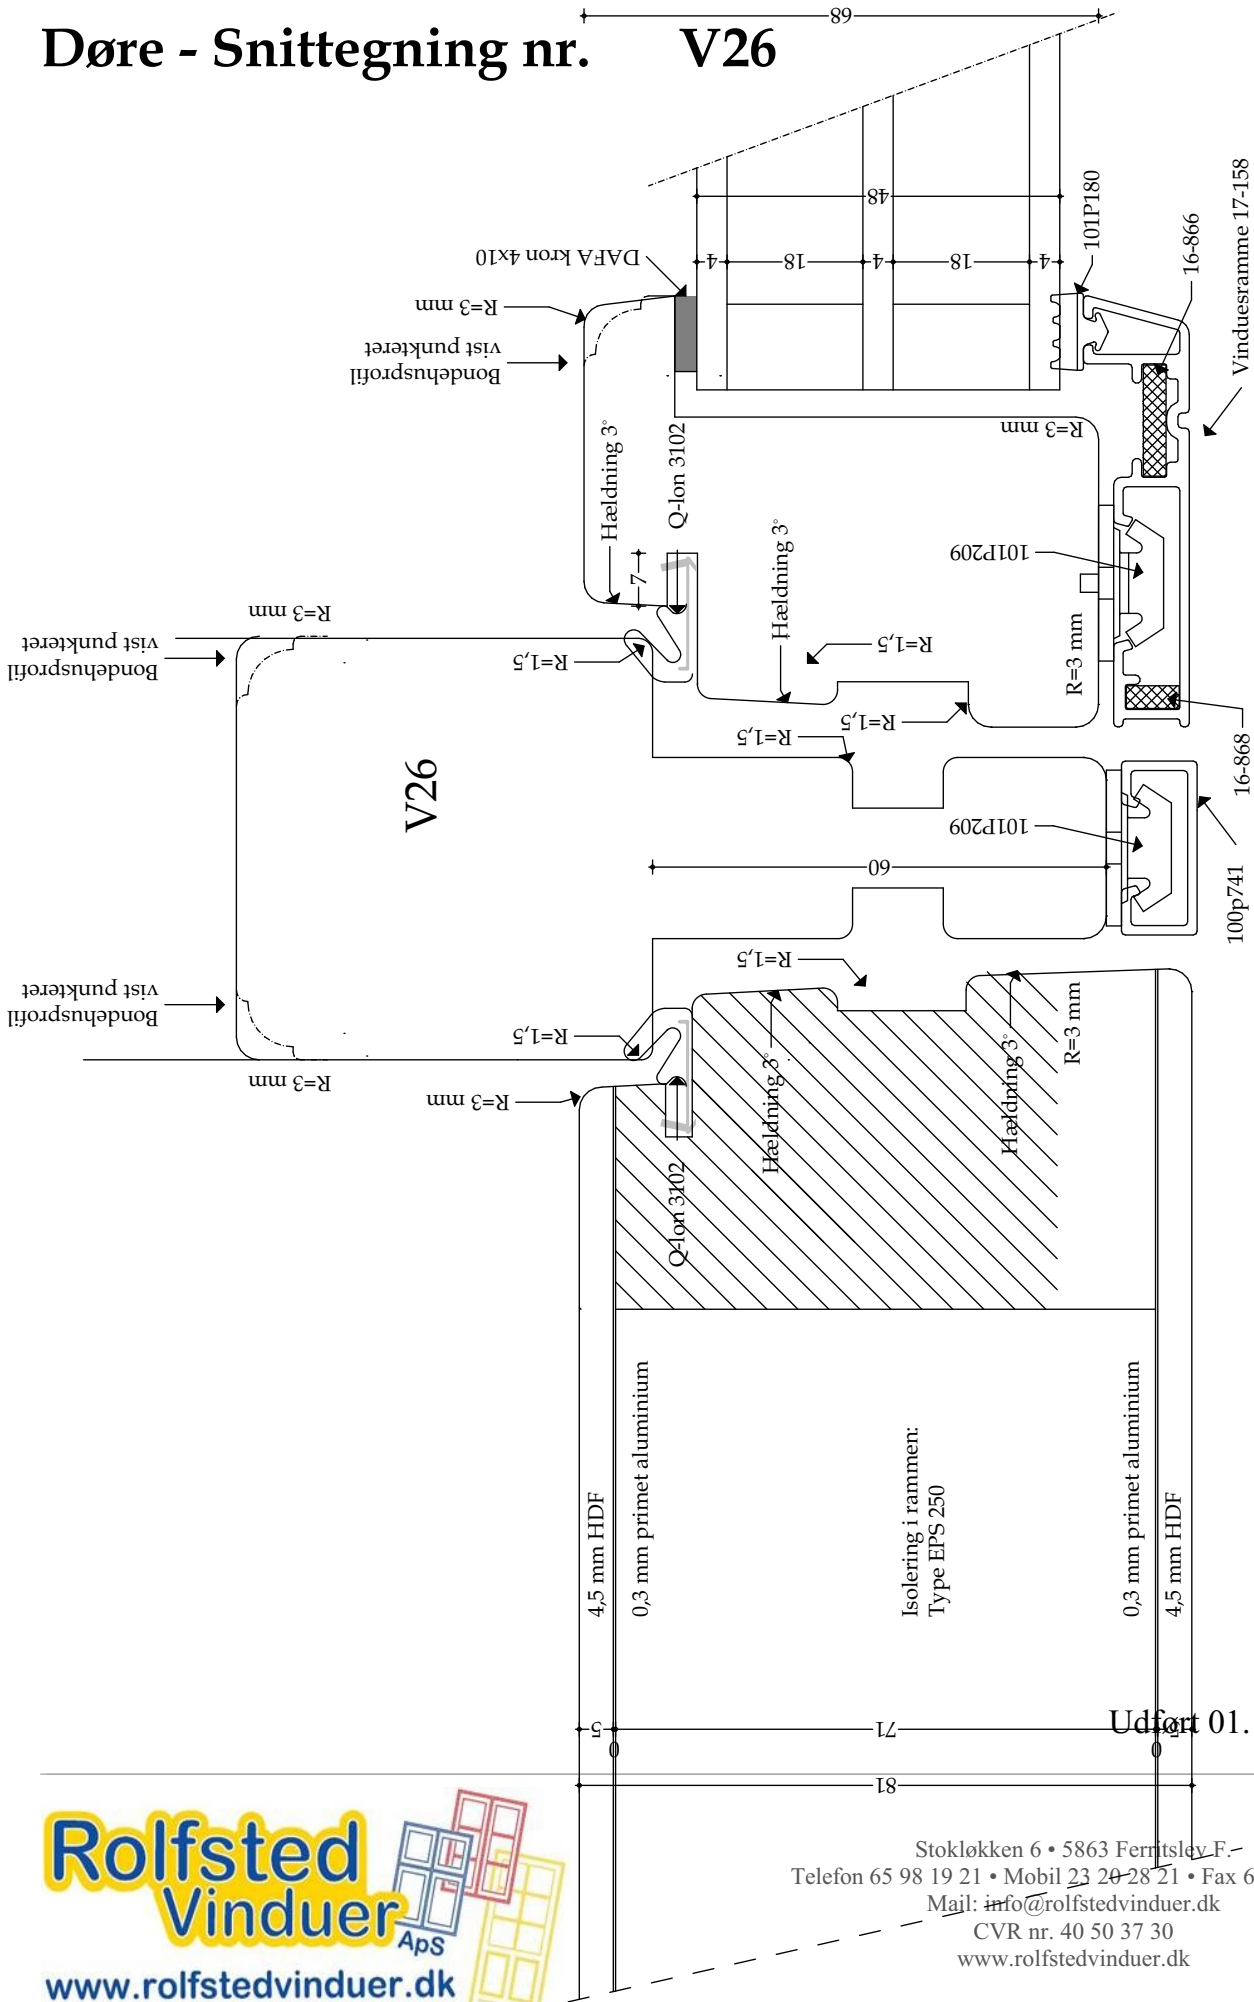 Døre - Snittegning nr. V26
68
48
4
18
4
18
4
DAFA kron 4x10
R=3 mm
Bondehusprofil
vist punkteret
Hældning 3°
Q-lon 3102
7
Hældning 3°
R=1,5
R=3 mm
101P180
16-866
Vinduesramme 17-158
101P209
R=3 mm
16-868
R=3 mm
Bondehusprofil
vist punkteret
R=1,5
R=1,5
R=1,5
V26
101P209
60
100p741
Bondehusprofil
vist punkteret
R=3 mm
R=1,5
R=1,5
R=3 mm
Hældning 3°
Hældning 3°
R=3 mm
Q-lon 3102
4,5 mm HDF
0,3 mm primet aluminium
Isolering i rammen:
Type EPS 250
0,3 mm primet aluminium
4,5 mm HDF
5
0
71
0
5
81
Udført 01.
Rolfsted
Vinduer
ApS
www.rolfstedvinduer.dk
Stokløkken 6 • 5863 Ferritslev F.
Telefon 65 98 19 21 • Mobil 23 20 28 21 • Fax 6
Mail: info@rolfstedvinduer.dk
CVR nr. 40 50 37 30
www.rolfstedvinduer.dk